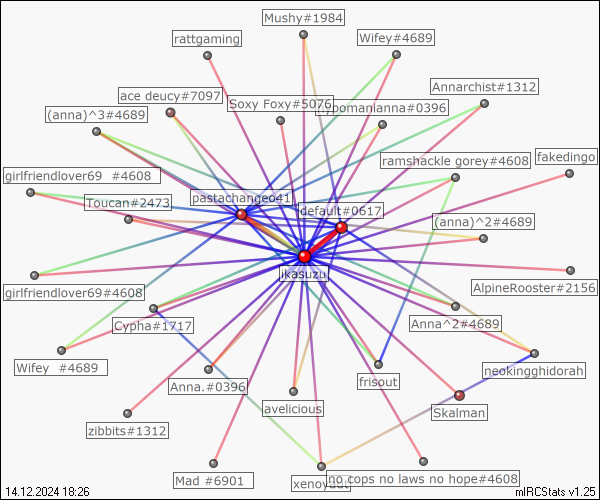 Mushy#1984
rattgaming
Wifey#4689
Annarchist#1312
ace deucy#7097
Soxy Foxy#5076
ypomanianna#0396
(anna)^3#4689
ramshackle gorey#4608
fakedingo
girlfriendlover69 #4608
pastachangeo41
Toucan#2473
default#0617
(anna)^2#4689
ikasuzu
AlpineRooster#2156
girlfriendlover69#4608
Cypha#1717
Anna^2#4689
Wifey #4689
neokingghidorah
Anna.#0396
frisout
avelicious
Skalman
zibbits#1312
Mad #6901
no cops no laws no hope#4608
14.12.2024 18:26
mIRCStats v1.25